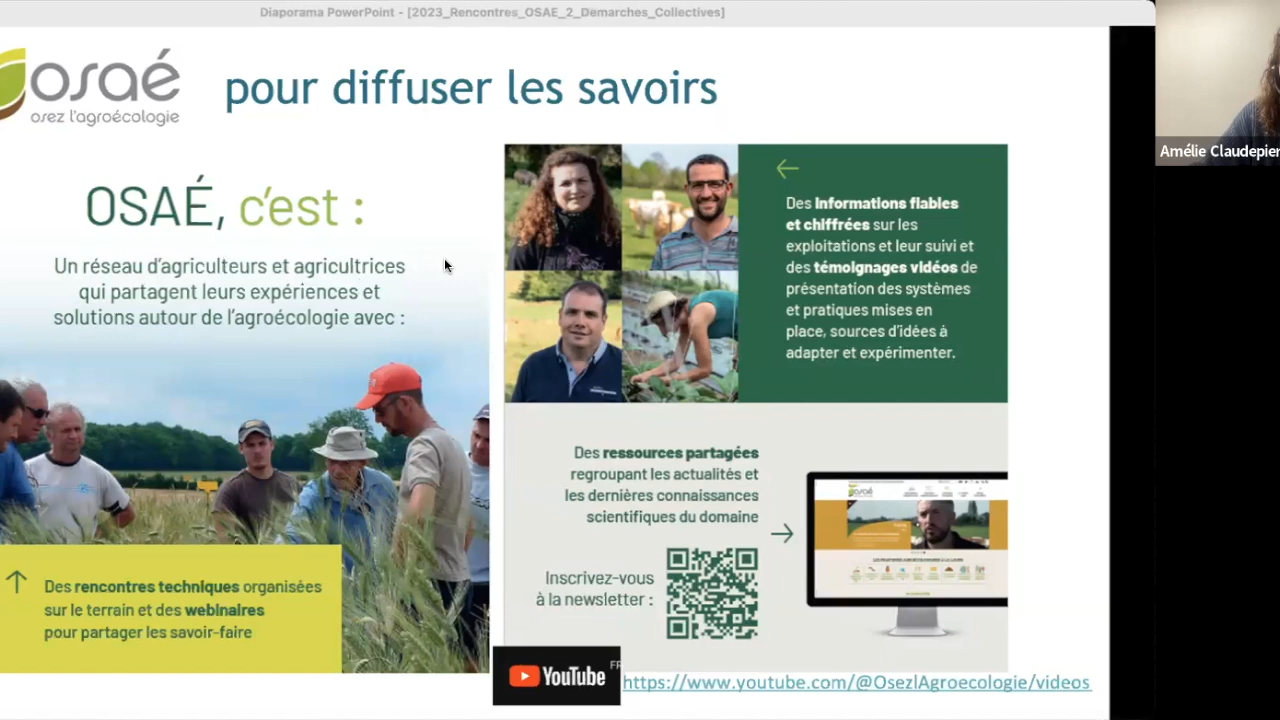 Diaporama PowerPoint - [2023_Rencontres_OSAE_2_Demarches_Collectives]
osaé
osez l'agroécologie
pour diffuser les savoirs
Amélie Claudepier
OSAÉ, c'est :
Un réseau d'agriculteurs et agricultrices
qui partagent leurs expériences et
solutions autour de l'agroécologie avec :
Des rencontres techniques organisées
sur le terrain et des webinaires
pour partager les savoir-faire
Des informations fiables
et chiffrées sur les
exploitations et leur suivi et
des témoignages vidéos de
présentation des systèmes
et pratiques mises en
place, sources d'idées à
adapter et expérimenter.
Des ressources partagées
regroupant les actualités et
les dernières connaissances
scientifiques du domaine
Inscrivez-vous
à la newsletter :
osaé
YouTube FR
https://www.youtube.com/@OsezlAgroecologie/videos